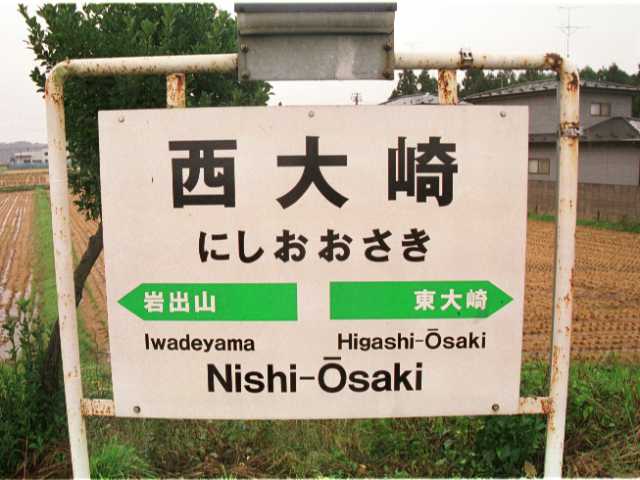 西大崎
にしおおさき
岩出山 東大崎
Iwadeyama Higashi-Ōsaki
Nishi-Ōsaki